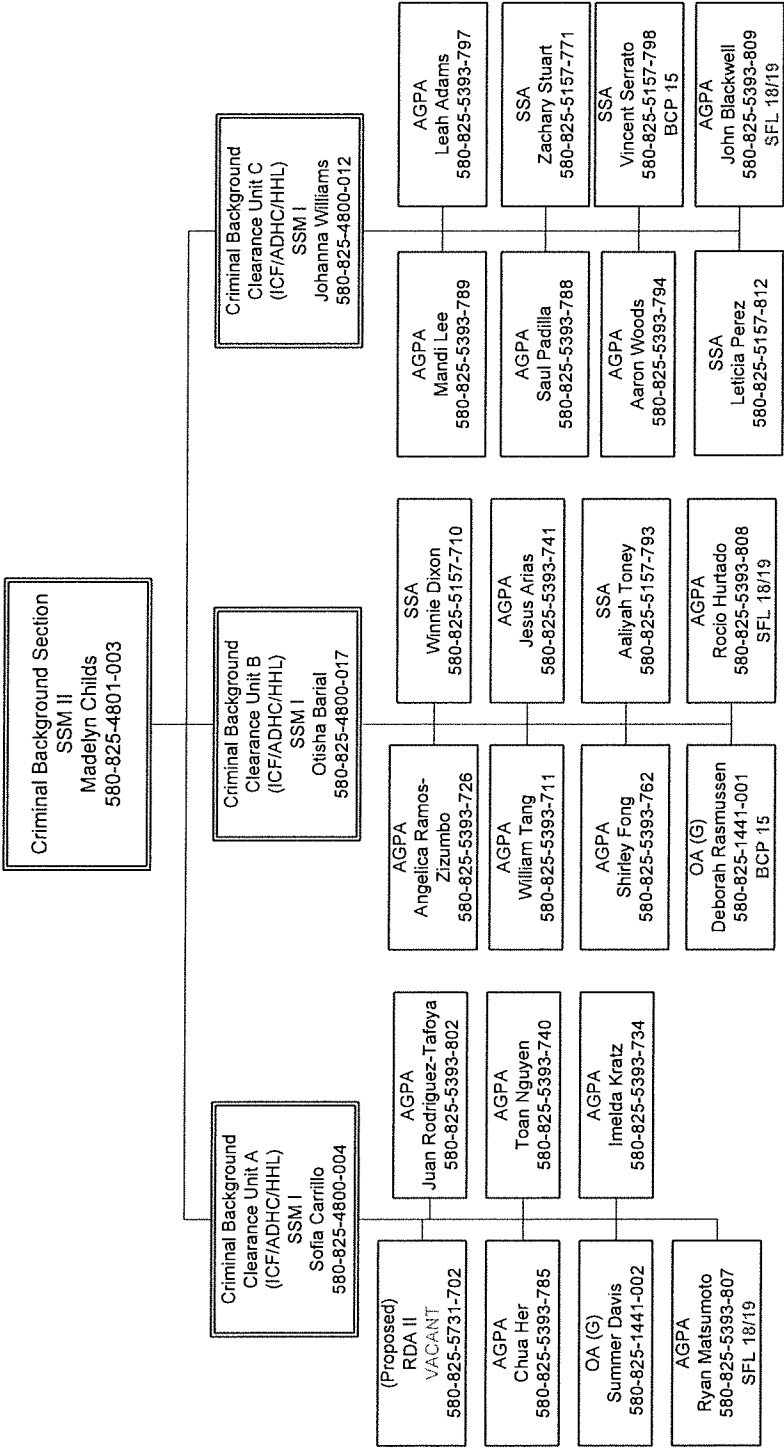 Criminal Background Section
SSM II
Madelyn Childs
580-825-4801-003
Criminal Background
Clearance Unit A
(ICF/ADHC/HHL)
SSM I
Sofia Carrillo
580-825-4800-004
(Proposed)
RDA II
VACANT
580-825-5731-702
AGPA
Juan Rodriguez-Tafoya
580-825-5393-802
AGPA
Chua Her
580-825-5393-785
AGPA
Toan Nguyen
580-825-5393-740
OA (G)
Summer Davis
580-825-1441-002
AGPA
Imelda Kratz
580-825-5393-734
AGPA
Ryan Matsumoto
580-825-5393-807
SFL 18/19
Criminal Background
Clearance Unit B
(ICF/ADHC/HHL)
SSM I
Otisha Barial
580-825-4800-017
AGPA
Angelica Ramos-
Zizumbo
580-825-5393-726
SSA
Winnie Dixon
580-825-5157-710
AGPA
William Tang
580-825-5393-711
AGPA
Jesus Arias
580-825-5393-741
AGPA
Shirley Fong
580-825-5393-762
SSA
Aaliyah Toney
580-825-5157-793
OA (G)
Deborah Rasmussen
580-825-1441-001
BCP 15
AGPA
Rocio Hurtado
580-825-5393-808
SFL 18/19
Criminal Background
Clearance Unit C
(ICF/ADHC/HHL)
SSM I
Johanna Williams
580-825-4800-012
AGPA
Mandi Lee
580-825-5393-789
AGPA
Leah Adams
580-825-5393-797
AGPA
Saul Padilla
580-825-5393-788
SSA
Zachary Stuart
580-825-5157-771
AGPA
Aaron Woods
580-825-5393-794
SSA
Vincent Serrato
580-825-5157-798
BCP 15
SSA
Leticia Perez
580-825-5157-812
AGPA
John Blackwell
580-825-5393-809
SFL 18/19